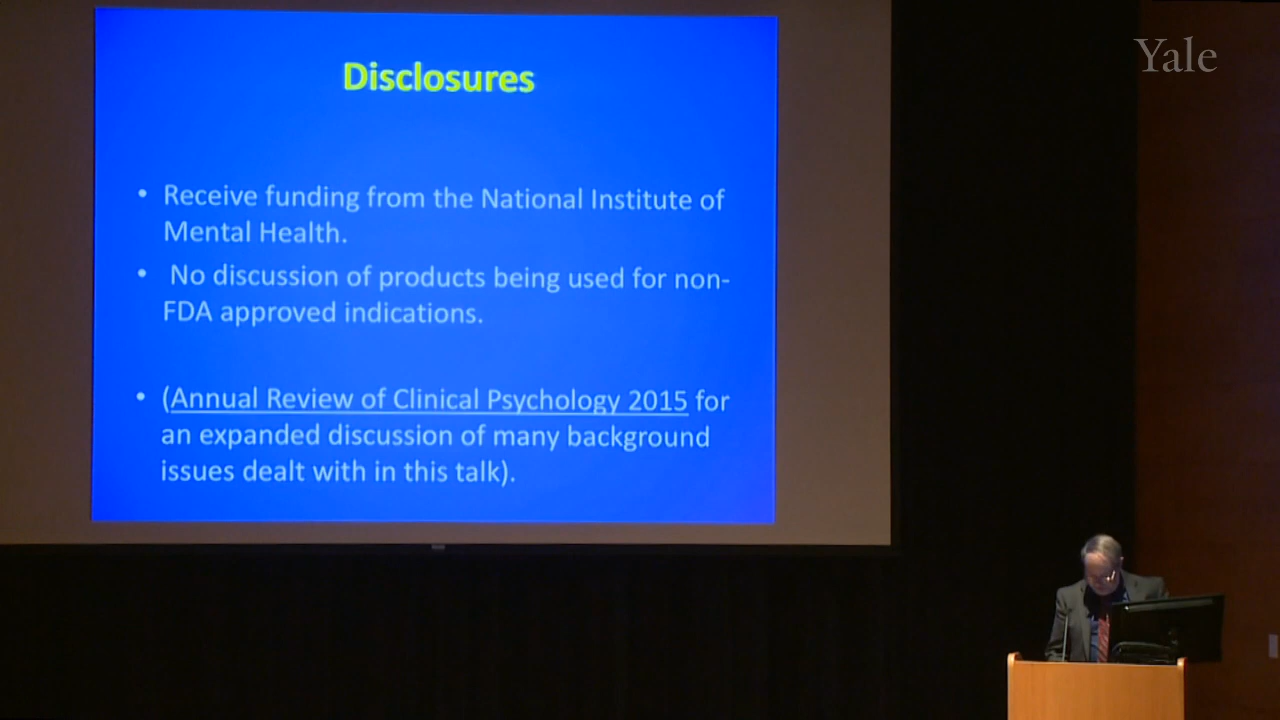 Yale
Disclosures
• Receive funding from the National Institute of
Mental Health.
• No discussion of products being used for non-
FDA approved indications.
• (Annual Review of Clinical Psychology 2015 for
an expanded discussion of many background
issues dealt with in this talk).